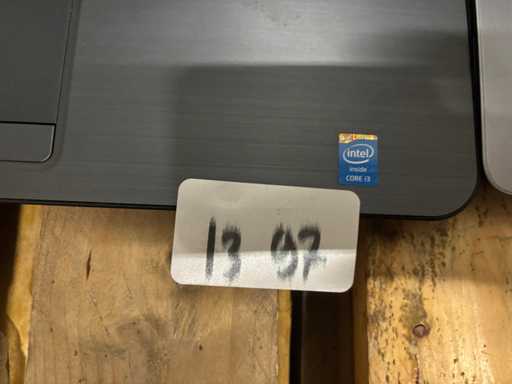 intel
inside
CORE i3
13 07